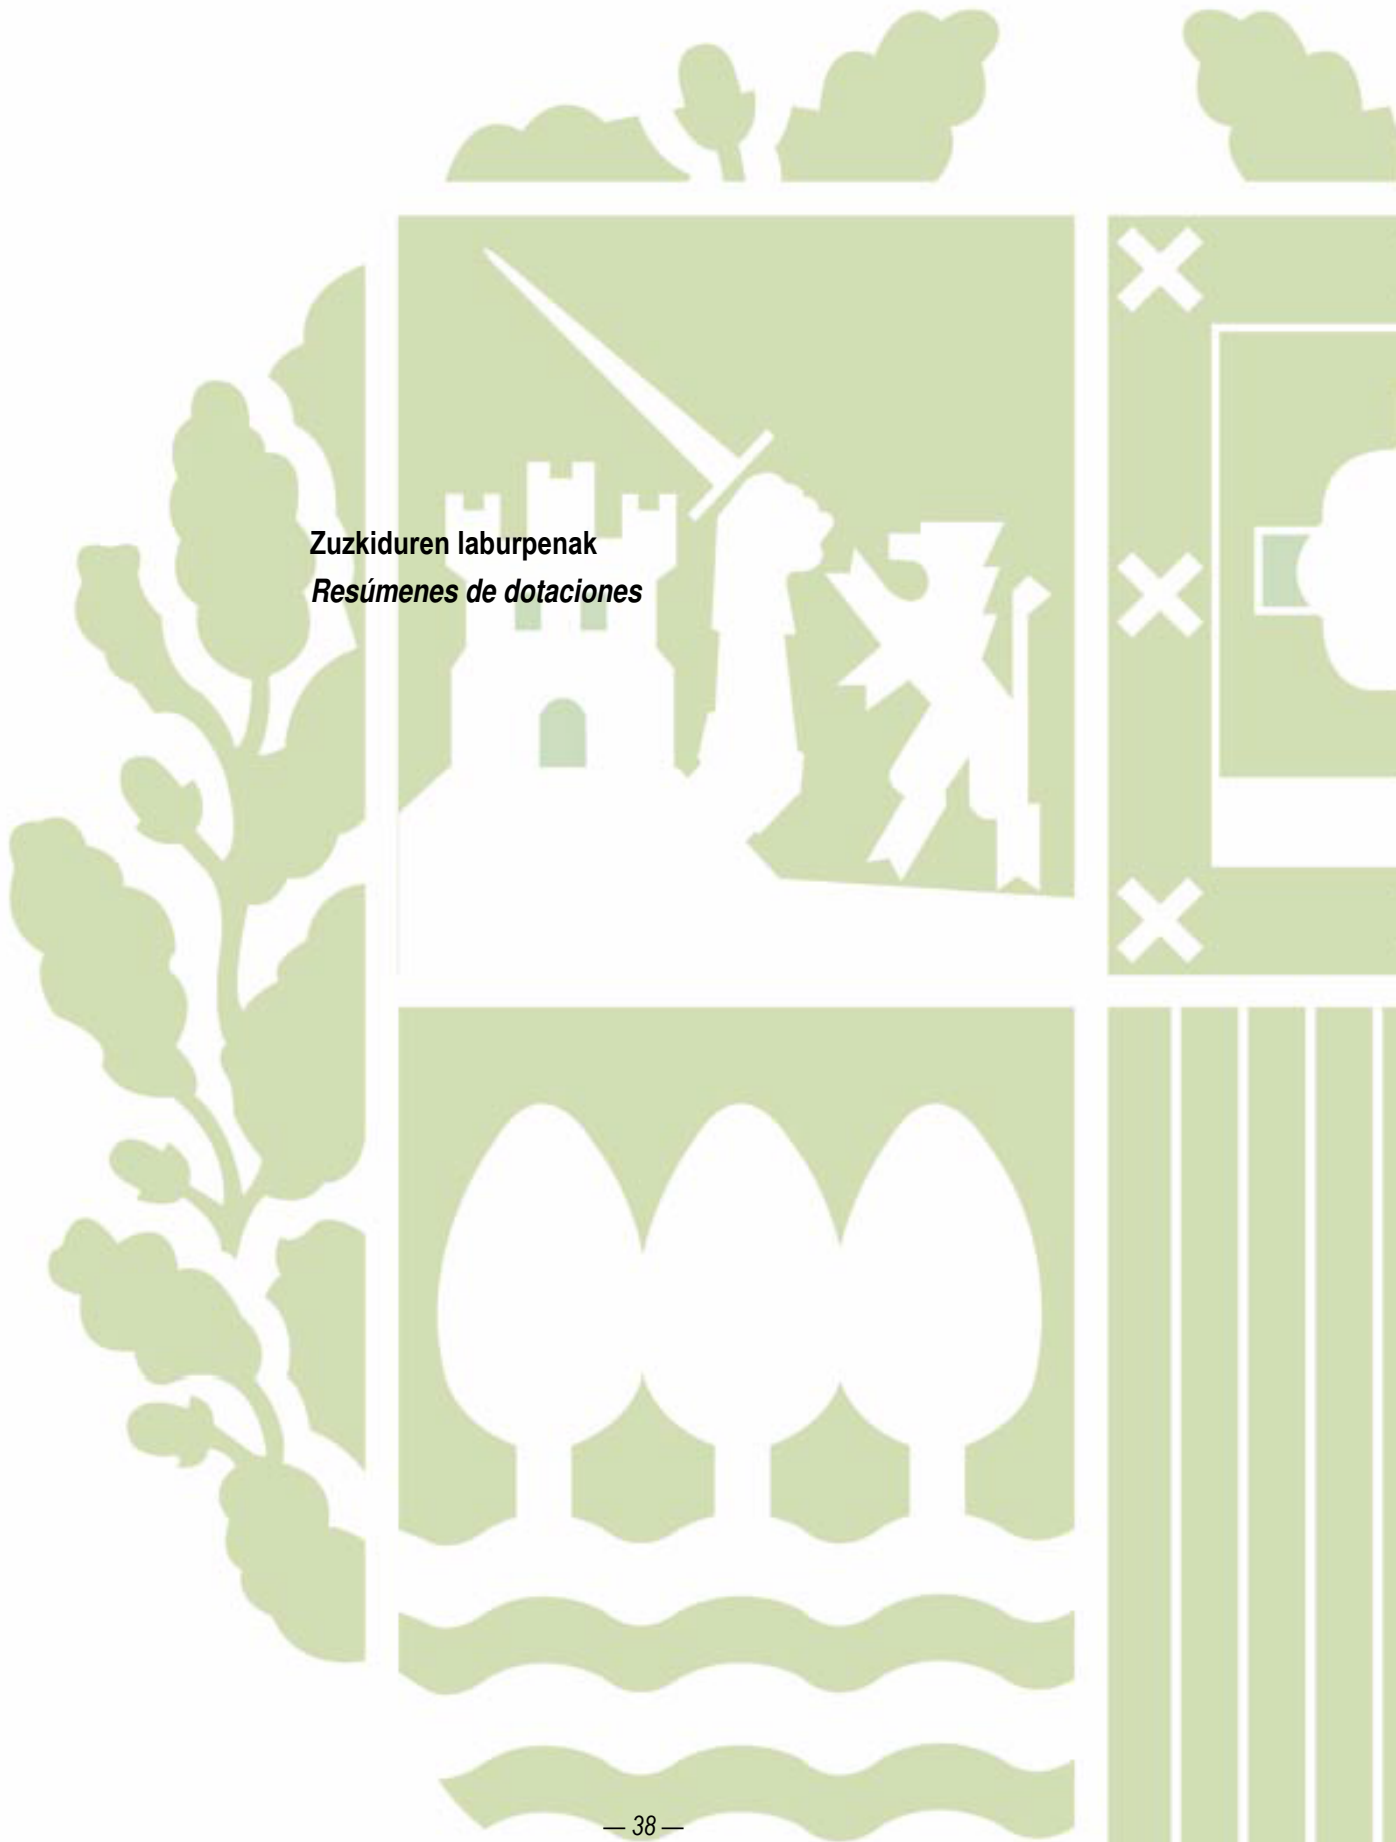 Zuzkiduren laburpenak
Resúmenes de dotaciones
— 38 —